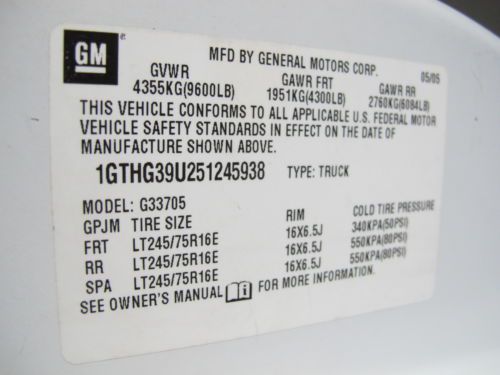 GM
MFD BY GENERAL MOTORS CORP. 05/05
GVWR GAWR FRT GAWR RR
4355KG(9600LB) 1951KG(4300LB) 2760KG(6084LB)
THIS VEHICLE CONFORMS TO ALL APPLICABLE U.S. FEDERAL MOTOR
VEHICLE SAFETY STANDARDS IN EFFECT ON THE DATE OF
MANUFACTURE SHOWN ABOVE.
1GTHG39U251245938 TYPE: TRUCK
MODEL: G33705
GPJM TIRE SIZE RIM COLD TIRE PRESSURE
FRT LT245/75R16E 16X6.5J 340KPA(50PSI)
RR LT245/75R16E 16X6.5J 550KPA(80PSI)
SPA LT245/75R16E 16X6.5J 550KPA(80PSI)
SEE OWNER'S MANUAL i FOR MORE INFORMATION.